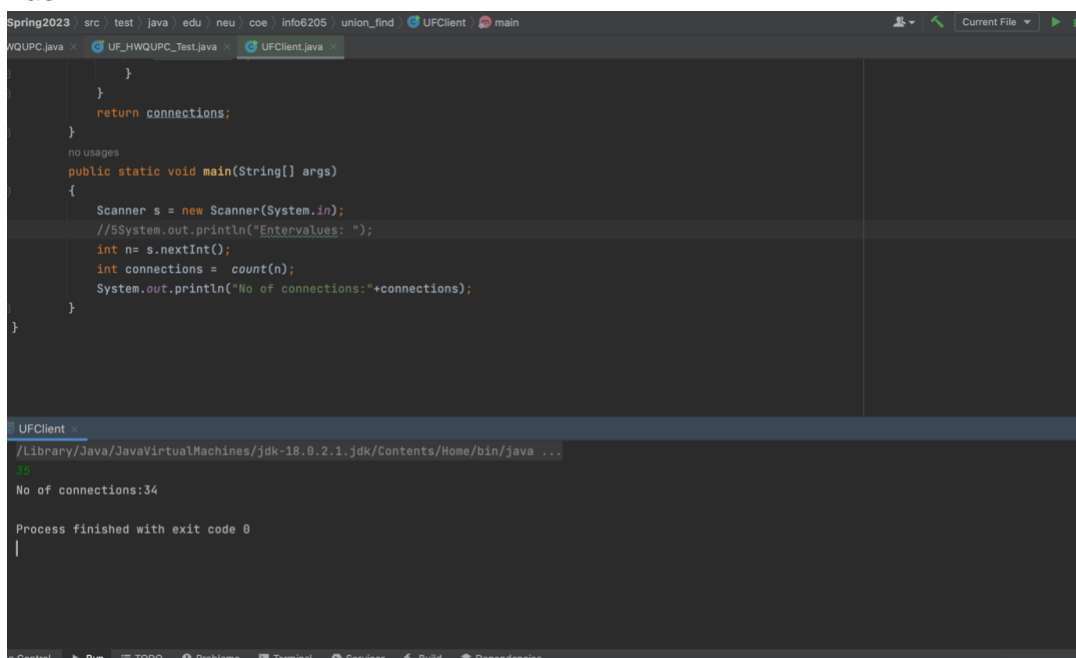 Spring2023 〉 src 〉 test 〉 java 〉 edu 〉 neu 〉 coe 〉 info6205 〉 union_find 〉 UFClient 〉 main Current File
WQUPC.java × UF_HWQUPC_Test.java × UFClient.java ×
}
}
return connections;
}
no usages
public static void main(String[] args)
{
Scanner s = new Scanner(System.in);
//5System.out.println("Entervalues: ");
int n= s.nextInt();
int connections = count(n);
System.out.println("No of connections:"+connections);
}
}
UFClient ×
/Library/Java/JavaVirtualMachines/jdk-18.0.2.1.jdk/Contents/Home/bin/java ...
35
No of connections:34
Process finished with exit code 0
Control Run TODO Problems Terminal Services Build Dependencies